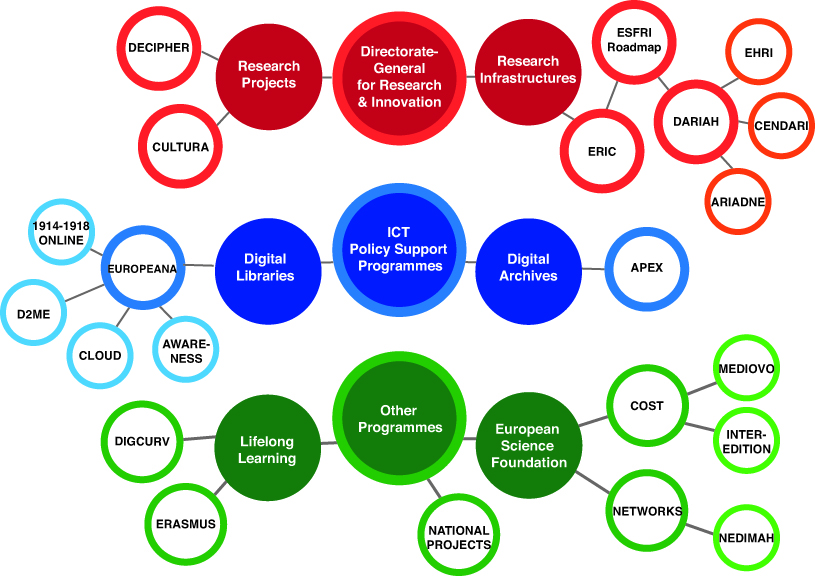 DECIPHER
CULTURA
Research
Projects
Directorate-
General
for Research
& Innovation
Research
Infrastructures
ESFRI
Roadmap
ERIC
DARIAH
EHRI
CENDARI
ARIADNE
1914-1918
ONLINE
D2ME
CLOUD
AWARE-
NESS
EUROPEANA
Digital
Libraries
ICT
Policy Support
Programmes
Digital
Archives
APEX
DIGCURV
ERASMUS
Lifelong
Learning
Other
Programmes
NATIONAL
PROJECTS
European
Science
Foundation
COST
NETWORKS
MEDIOVO
INTER-
EDITION
NEDIMAH